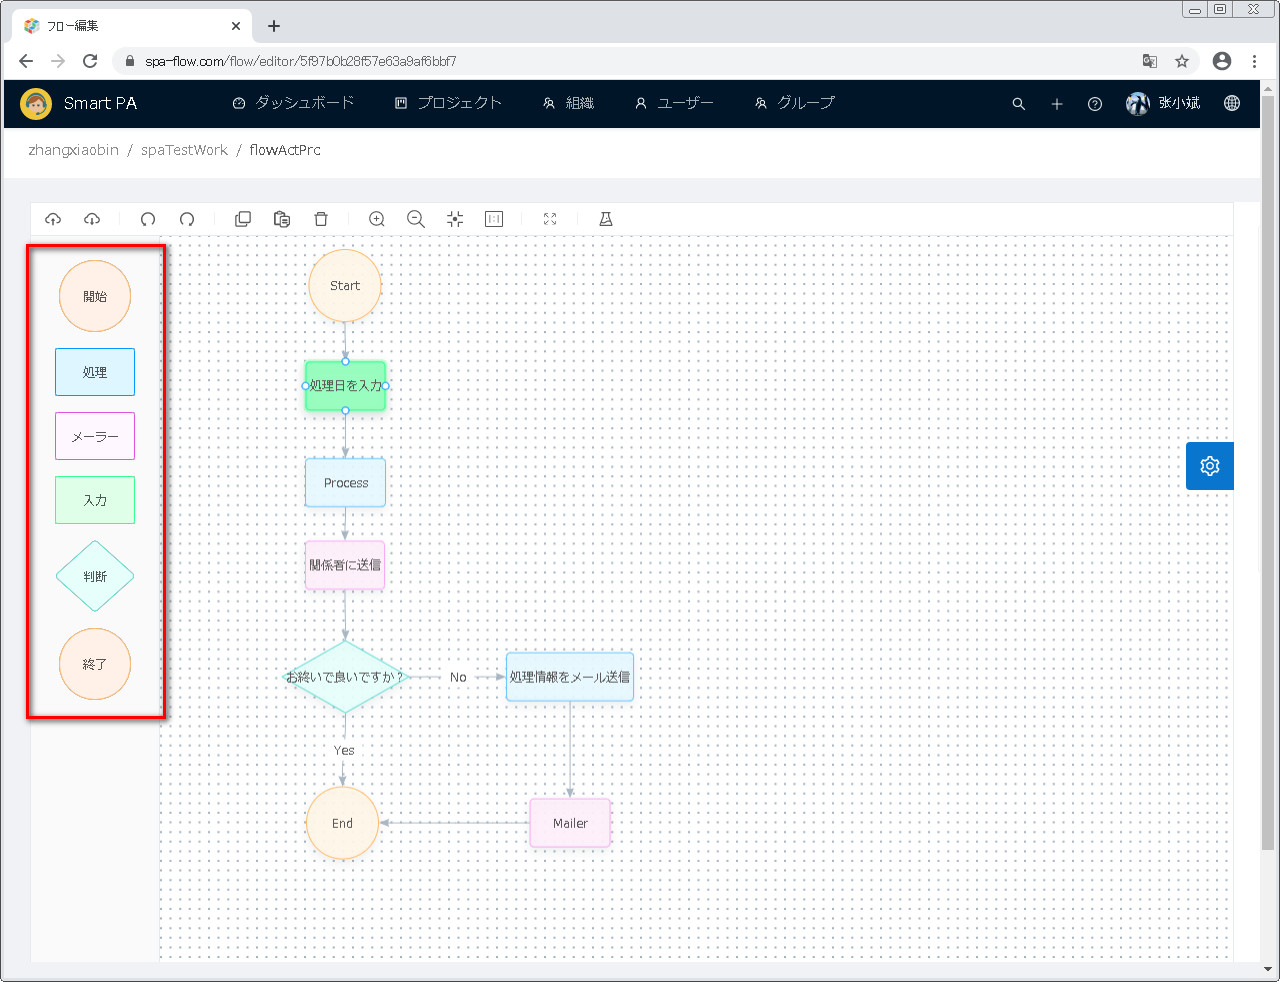 フロー編集
spa-flow.com/flow/editor/5f97b0b28f57e63a9af6bbf7
Smart PA
ダッシュボード
プロジェクト
組織
ユーザー
グループ
张小斌
zhangxiaobin / spaTestWork / flowActPrc
開始
処理
メーラー
入力
判断
終了
Start
処理日を入力
Process
関係者に送信
お終いで良いですか？
No
処理情報をメール送信
Yes
End
Mailer